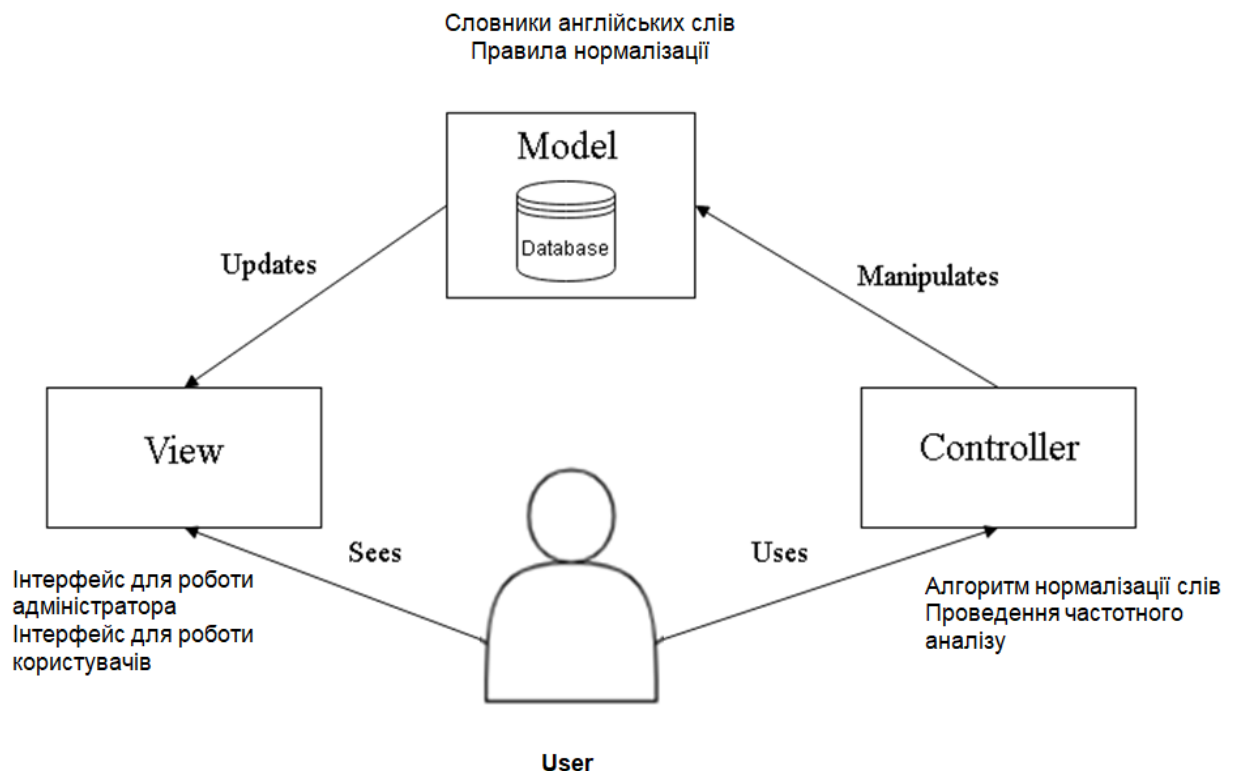 Словники англійських слів
Правила нормалізації
Model
Database
Updates
Manipulates
View
Controller
Sees
Uses
Інтерфейс для роботи
адміністратора
Інтерфейс для роботи
користувачів
Алгоритм нормалізації слів
Проведення частотного
аналізу
User